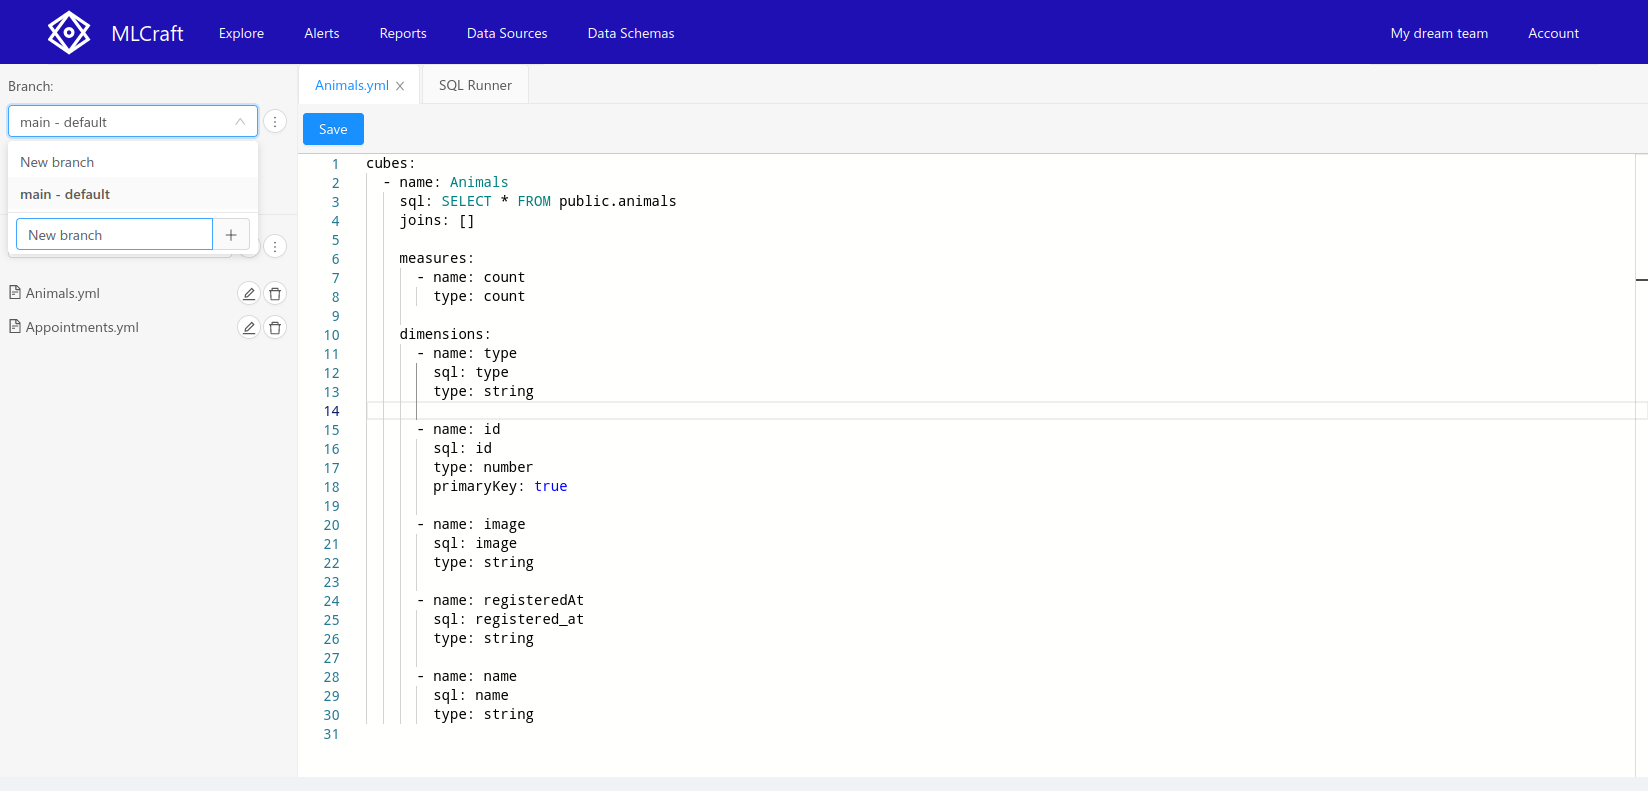 MLCraft Explore Alerts Reports Data Sources Data Schemas My dream team Account
Branch:
main - default
New branch
main - default
New branch
Animals.yml
Appointments.yml
Animals.yml SQL Runner
Save
1 cubes:
2 - name: Animals
3 sql: SELECT * FROM public.animals
4 joins: []
5
6 measures:
7 - name: count
8 type: count
9
10 dimensions:
11 - name: type
12 sql: type
13 type: string
14
15 - name: id
16 sql: id
17 type: number
18 primaryKey: true
19
20 - name: image
21 sql: image
22 type: string
23
24 - name: registeredAt
25 sql: registered_at
26 type: string
27
28 - name: name
29 sql: name
30 type: string
31